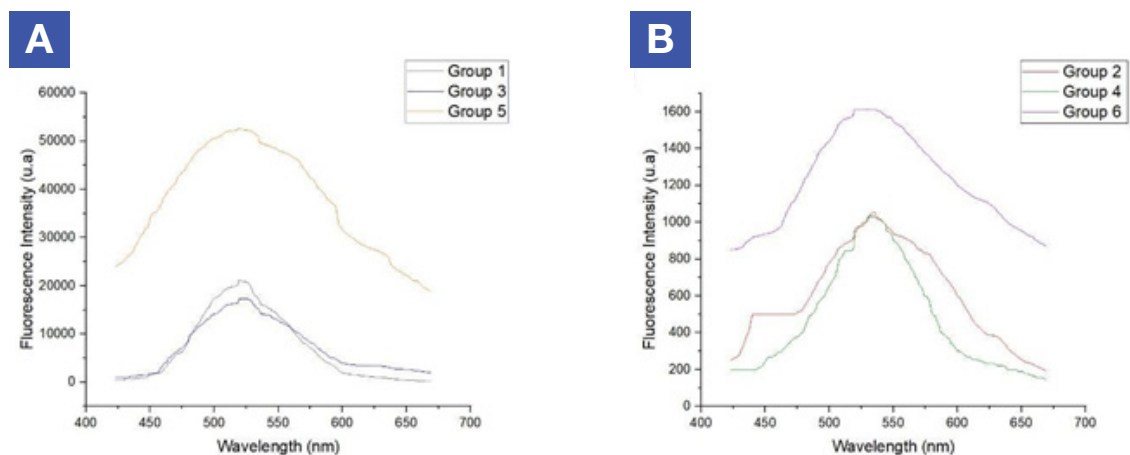 A
Group 1
Group 3
Group 5
60000
50000
40000
30000
20000
10000
0
400 450 500 550 600 650 700
Wavelength (nm)
Fluorescence Intensity (u.a)
B
Group 2
Group 4
Group 6
1600
1400
1200
1000
800
600
400
200
0
400 450 500 550 600 650 700
Wavelength (nm)
Fluorescence Intensity (u.a)